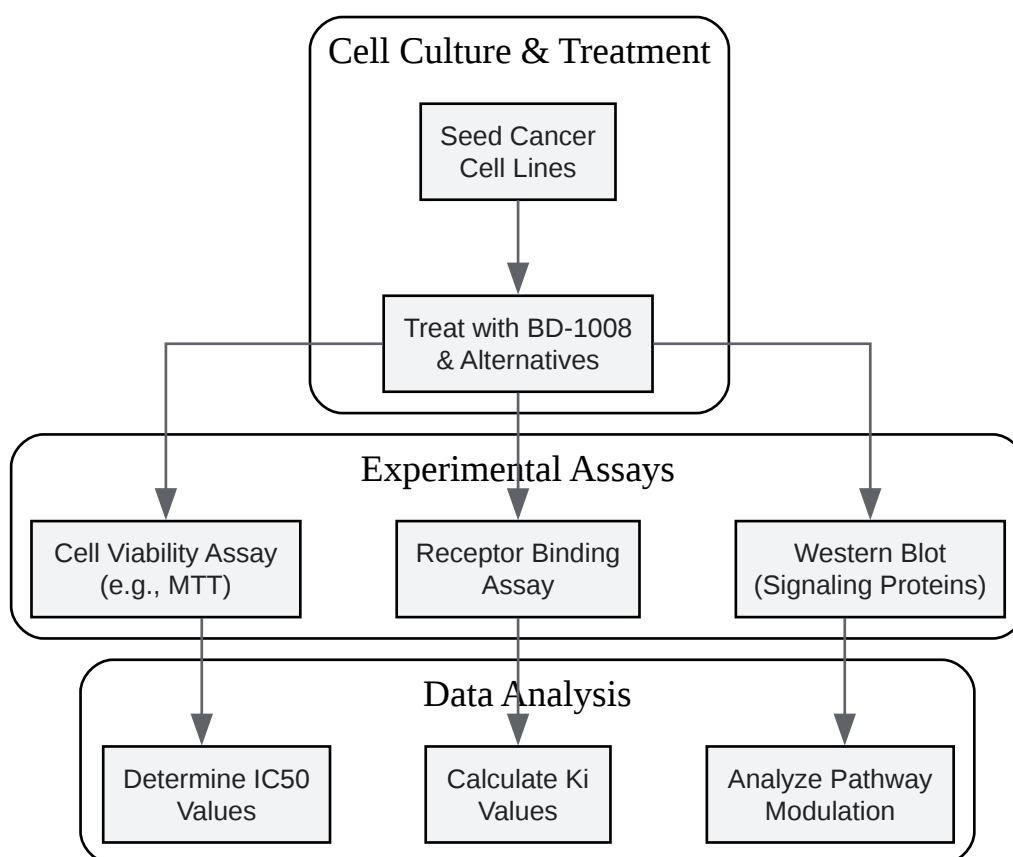 Cell Culture & Treatment
Seed Cancer
Cell Lines
Treat with BD-1008
& Alternatives
Experimental Assays
Cell Viability Assay
(e.g., MTT)
Receptor Binding
Assay
Western Blot
(Signaling Proteins)
Data Analysis
Determine IC50
Values
Calculate Ki
Values
Analyze Pathway
Modulation